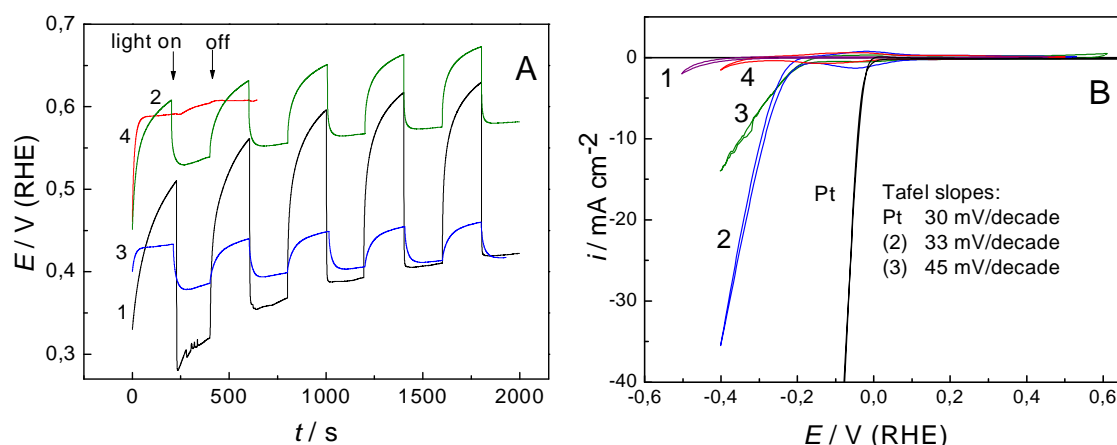 A
light on
off
2
4
3
1
0,7
0,6
0,5
0,4
0,3
E / V (RHE)
0
500
1000
1500
2000
t / s
B
1
4
3
2
Pt
Tafel slopes:
Pt 30 mV/decade
(2) 33 mV/decade
(3) 45 mV/decade
0
-10
-20
-30
-40
i / mA cm-2
-0,6
-0,4
-0,2
0,0
0,2
0,4
0,6
E / V (RHE)